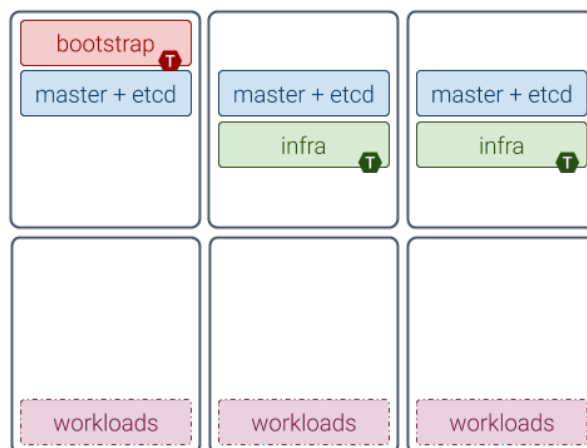 bootstrap
T
master + etcd
master + etcd
master + etcd
infra
T
infra
T
workloads
workloads
workloads